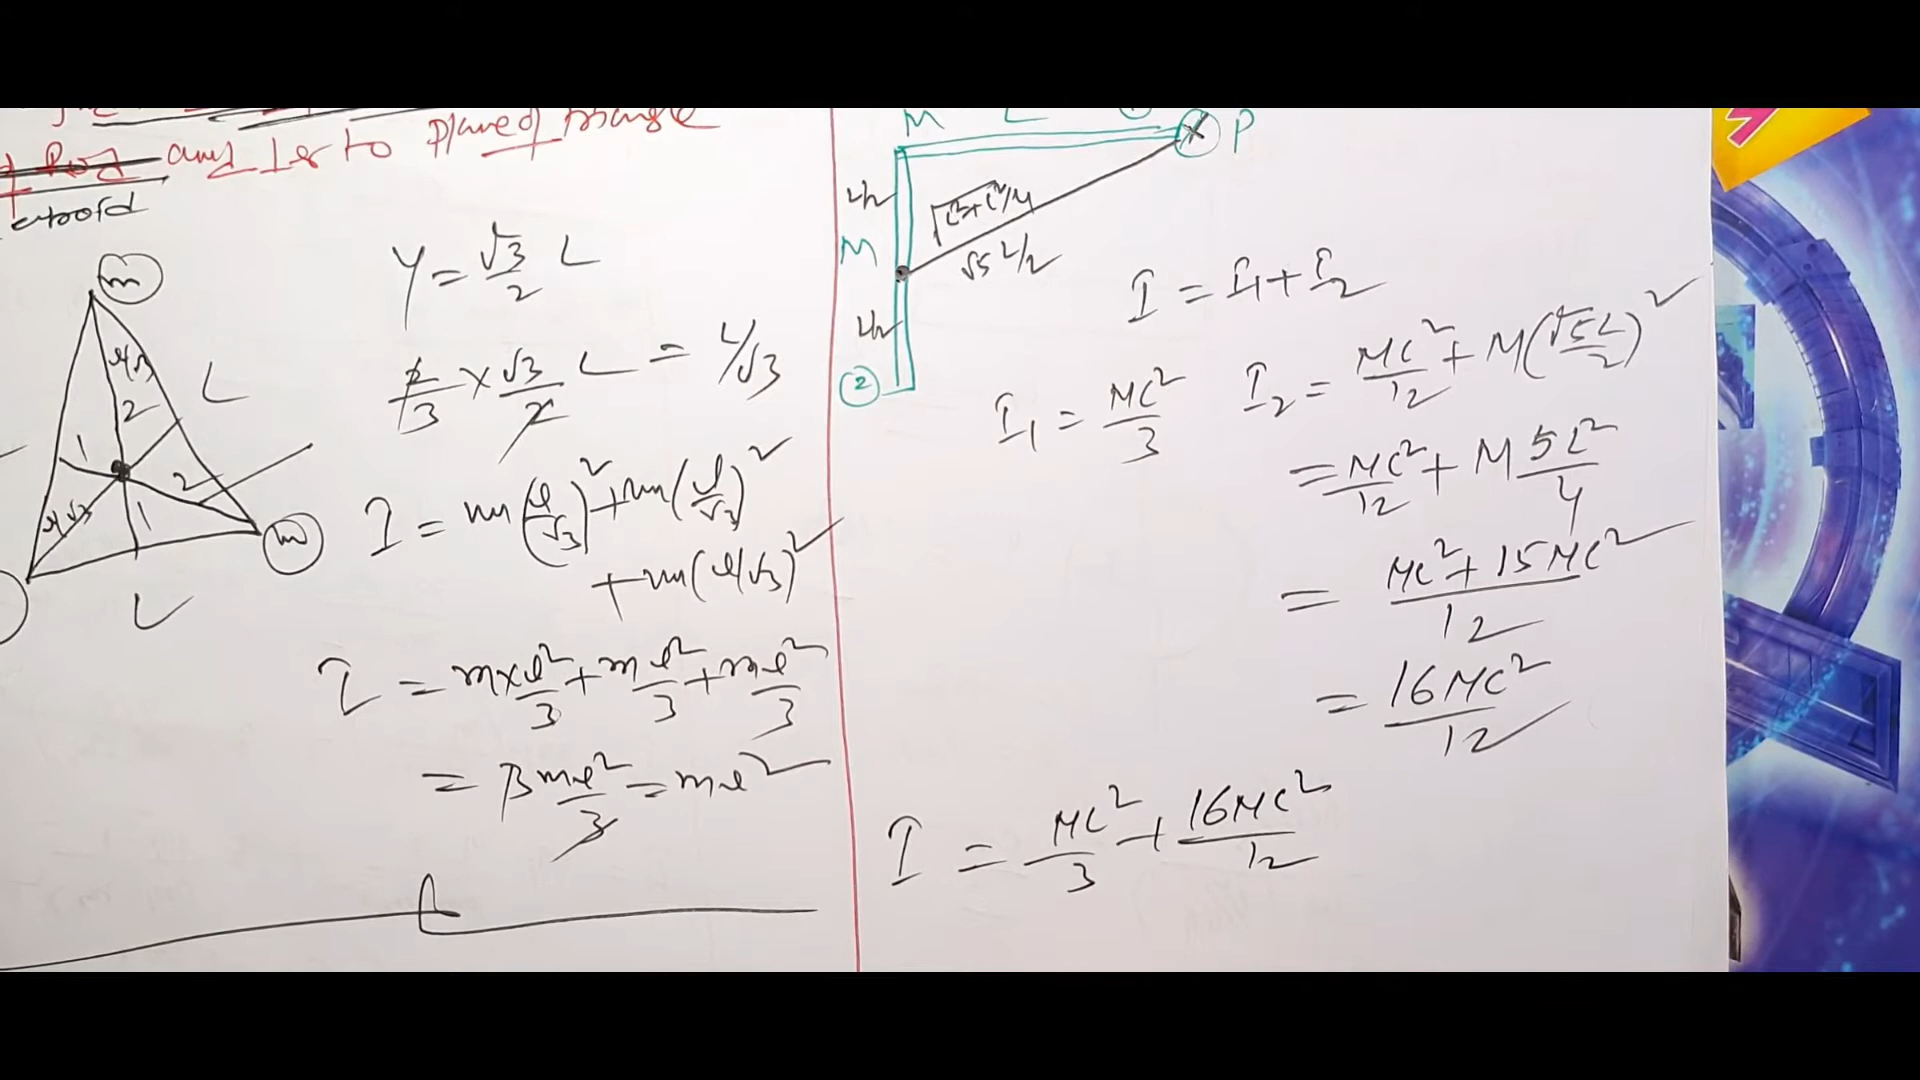 and ⊥er to Plane of triangle
m
L
L/√3
2
1
2
1
L/√3
m
L
Y = √3/2 L
2/3 × √3/2 L = L/√3
I = m(l/√3)² + m(l/√3)²
+ m(l/√3)²
I = m×l²/3 + ml²/3 + ml²/3
= 3ml²/3 = ml²
M L
P
L/2
√L²+L²/4
M
√5 L/2
L/2
2
I = I₁ + I₂
I₁ = ML²/3
I₂ = ML²/12 + M(√5L/2)²
= ML²/12 + M 5L²/4
= ML² + 15ML²/12
= 16ML²/12
I = ML²/3 + 16ML²/12